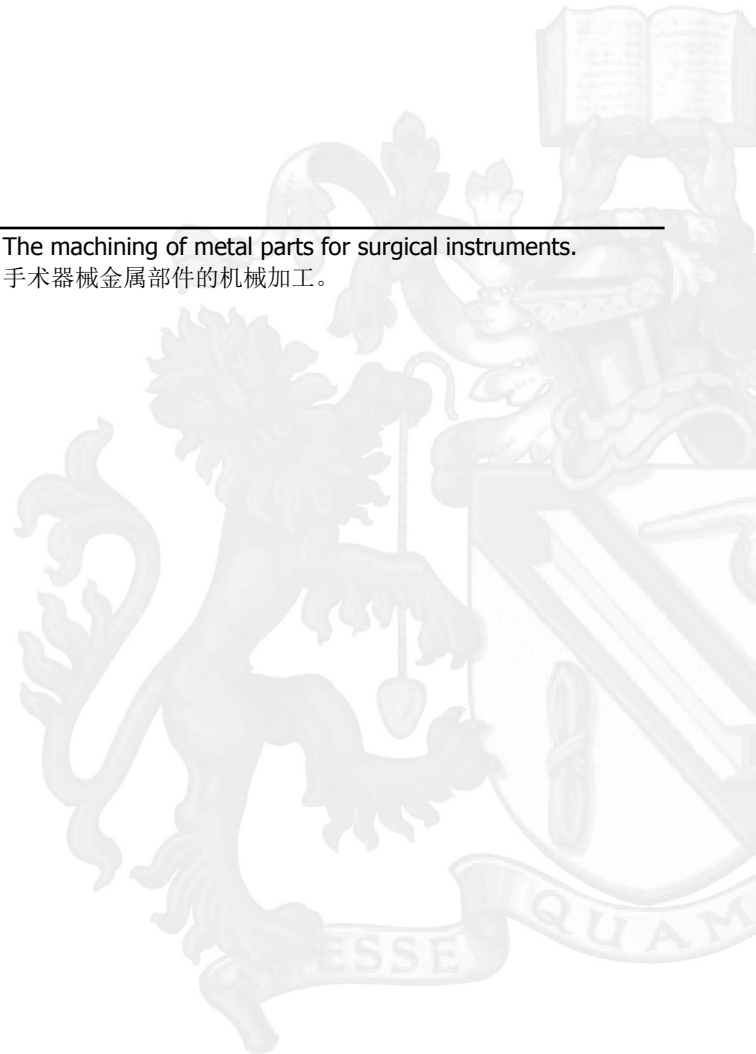 The machining of metal parts for surgical instruments.
手术器械金属部件的机械加工。
ESSE QUAM